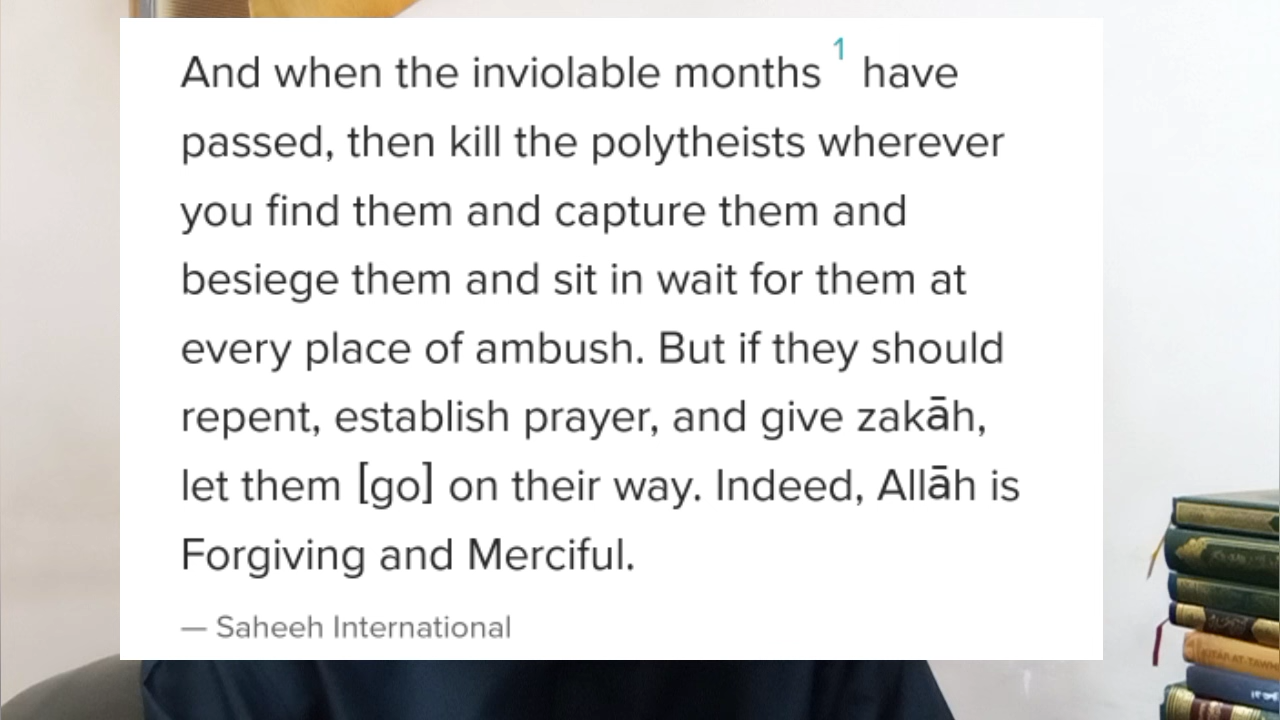 And when the inviolable months 1 have
passed, then kill the polytheists wherever
you find them and capture them and
besiege them and sit in wait for them at
every place of ambush. But if they should
repent, establish prayer, and give zakāh,
let them [go] on their way. Indeed, Allāh is
Forgiving and Merciful.
— Saheeh International